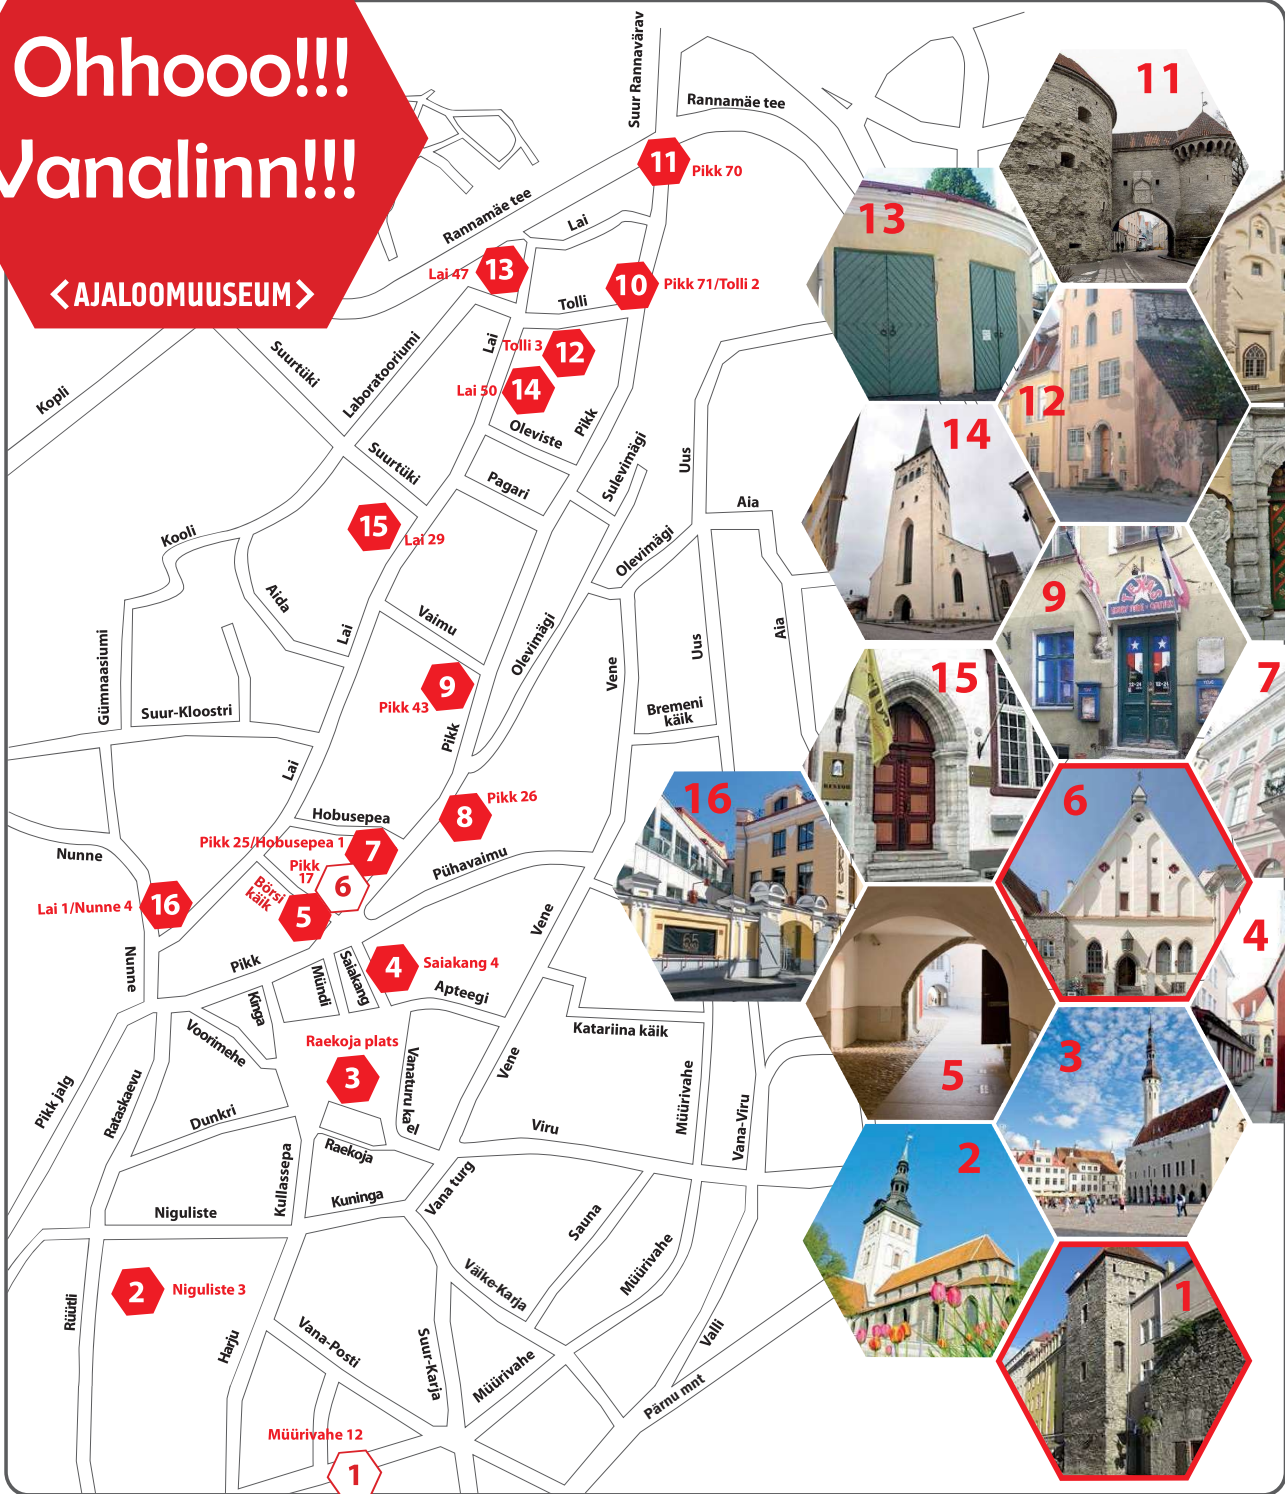 Ohhooo!!!
Vanalinn!!!
<AJALOOMUUSEUM>
Suur Rannavärav
Rannamäe tee
11
Pikk 70
Rannamäe tee
Lai
13
Lai 47
10
Pikk 71/Tolli 2
Tolli
Lai
Tolli 3
12
Lai 50
14
Oleviste
Pikk
Suurtüki
Laboratooriumi
Kopli
Suurtüki
Pagari
Sulevimägi
Uus
Aia
15
Lai 29
Kooli
Olevimägi
Aida
Vaimu
Lai
Olevimägi
Uus
Aia
Vene
Gümnaasiumi
9
Pikk 43
Suur-Kloostri
Bremeni
käik
Pikk
Lai
Pikk 26
8
Hobusepea
Pikk 25/Hobusepea 1
7
Nunne
Pikk
17
6
Pühavaimu
Börsi
käik
5
16
Lai 1/Nunne 4
Vene
Nunne
Pikk
Mündi
Saiakang
4
Saiakang 4
Apteegi
Kinga
Voorimehe
Katariina käik
Raekoja plats
3
Vanaturu kael
Vene
Müürivahe
Vana-Viru
Pikk jalg
Rataskaevu
Dunkri
Viru
Raekoja
Kullassepa
Kuninga
Vana turg
Niguliste
Sauna
Müürivahe
2
Niguliste 3
Väike-Karja
Rüütli
Harju
Vana-Posti
Suur-Karja
Müürivahe
Valli
Pärnu mnt
Müürivahe 12
1
11
13
12
14
9
TEXAS
15
7
16
6
4
5
3
2
1